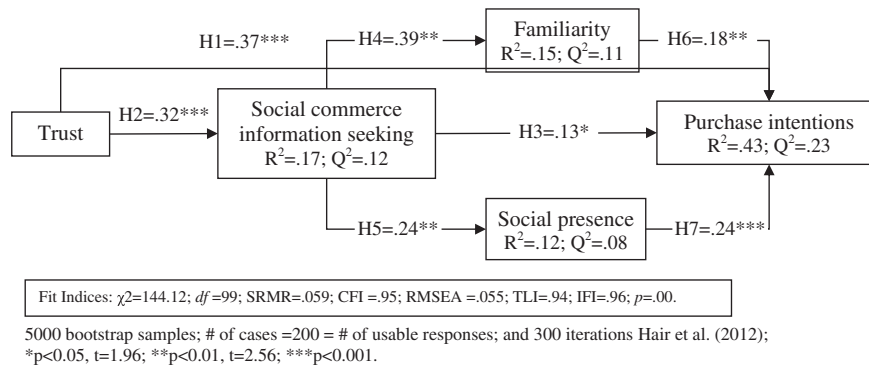 Familiarity
R²=.15; Q²=.11
H1=.37***
H4=.39**
H6=.18**
Trust
H2=.32***
Social commerce
information seeking
R²=.17; Q²=.12
H3=.13*
Purchase intentions
R²=.43; Q²=.23
H5=.24**
Social presence
R²=.12; Q²=.08
H7=.24***
Fit Indices: χ2=144.12; df =99; SRMR=.059; CFI =.95; RMSEA =.055; TLI=.94; IFI=.96; p=.00.
5000 bootstrap samples; # of cases =200 = # of usable responses; and 300 iterations Hair et al. (2012);
*p<0.05, t=1.96; **p<0.01, t=2.56; ***p<0.001.